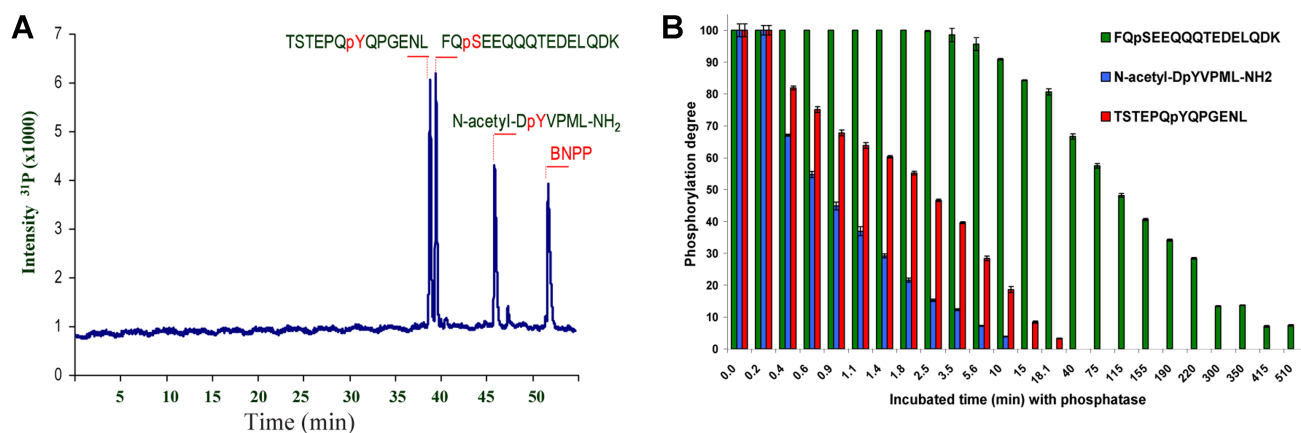 A
Intensity ³¹P (x1000)
7
6
5
4
3
2
1
0
TSTEPQpYQPGENL FQpSEEQQQTEDELQDK
N-acetyl-DpYVPML-NH₂
BNPP
5 10 15 20 25 30 35 40 45 50
Time (min)
B
Phosphorylation degree
100
90
80
70
60
50
40
30
20
10
0
FQpSEEQQQTEDELQDK
N-acetyl-DpYVPML-NH2
TSTEPQpYQPGENL
0.0 0.2 0.4 0.6 0.9 1.1 1.4 1.8 2.5 3.5 5.6 10 15 18.1 40 75 115 155 190 220 300 350 415 510
Incubated time (min) with phosphatase